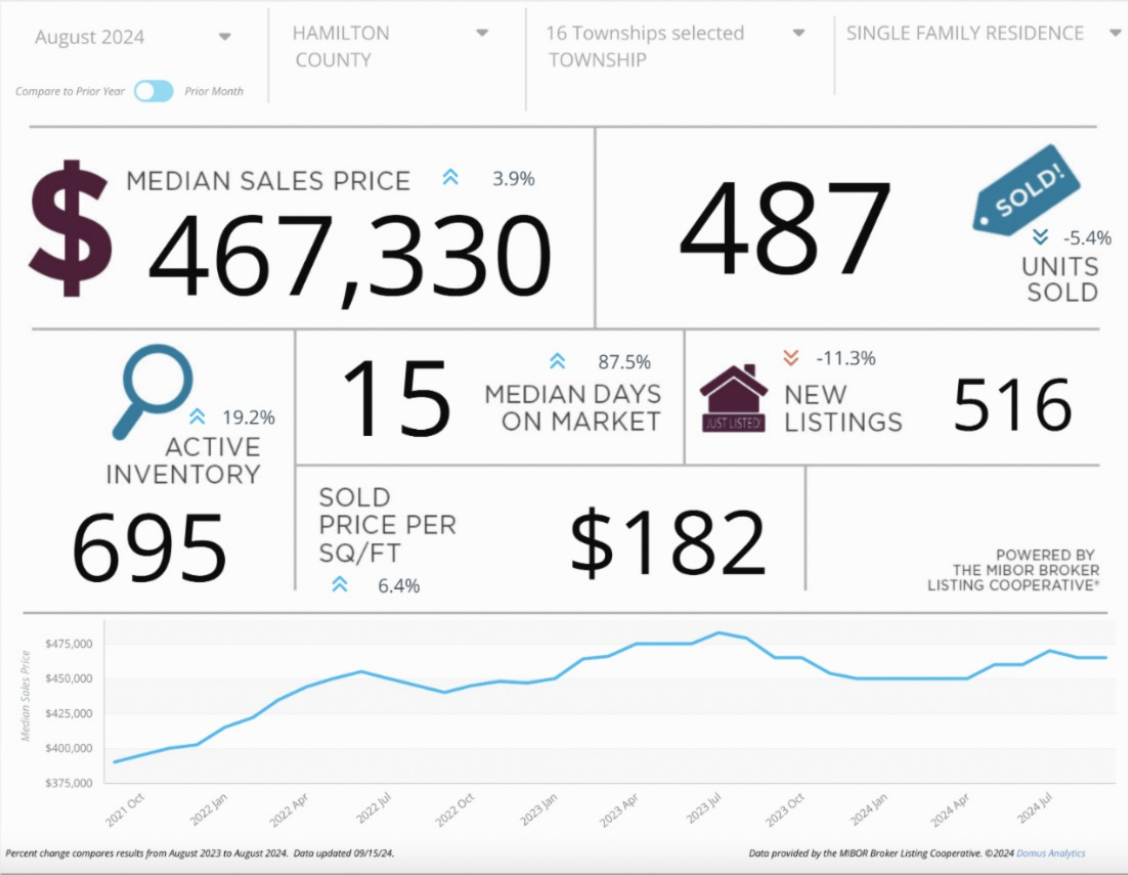 August 2024
HAMILTON
COUNTY
16 Townships selected
TOWNSHIP
SINGLE FAMILY RESIDENCE
Compare to Prior Year
Prior Month
$
MEDIAN SALES PRICE
3.9%
467,330
487
SOLD!
-5.4%
UNITS
SOLD
19.2%
ACTIVE
INVENTORY
695
15
87.5%
MEDIAN DAYS
ON MARKET
JUST LISTED!
-11.3%
NEW
LISTINGS
516
SOLD
PRICE PER
SQ/FT
6.4%
$182
POWERED BY
THE MIBOR BROKER
LISTING COOPERATIVE®
Median Sales Price
$475,000
$450,000
$425,000
$400,000
$375,000
2021 Oct
2022 Jan
2022 Apr
2022 Jul
2022 Oct
2023 Jan
2023 Apr
2023 Jul
2023 Oct
2024 Jan
2024 Apr
2024 Jul
Percent change compares results from August 2023 to August 2024. Data updated 09/15/24.
Data provided by the MIBOR Broker Listing Cooperative. ©2024 Domus Analytics